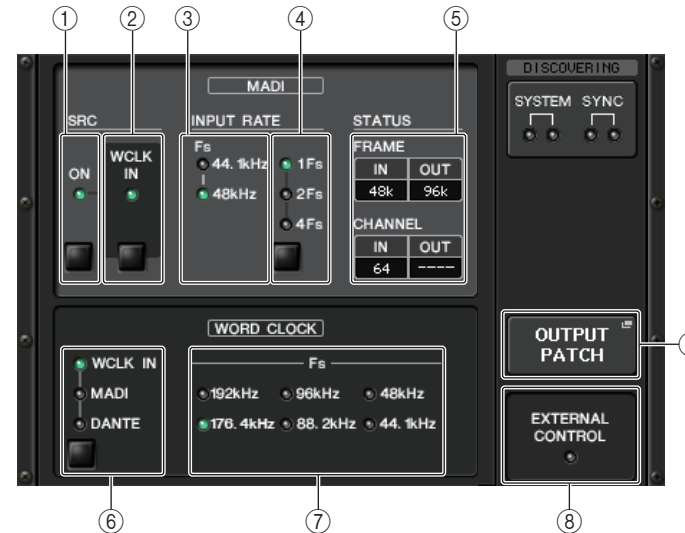 ① ② ③ ④ ⑤
DISCOVERING
MADI
SYSTEM SYNC
SRC
INPUT RATE
STATUS
ON
WCLK IN
Fs
44.1kHz
48kHz
1Fs
2Fs
4Fs
FRAME
IN OUT
48k 96k
CHANNEL
IN OUT
64 ----
WORD CLOCK
WCLK IN
MADI
DANTE
Fs
192kHz 96kHz 48kHz
176.4kHz 88.2kHz 44.1kHz
OUTPUT
PATCH
EXTERNAL
CONTROL
⑥ ⑦ ⑧